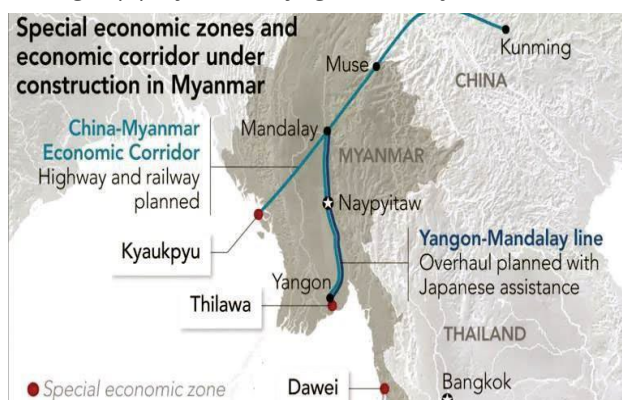 Special economic zones and
economic corridor under
construction in Myanmar
Kunming
Muse
CHINA
China-Myanmar
Economic Corridor
Highway and railway
planned
Mandalay
MYANMAR
Naypyitaw
Kyaukpyu
Yangon-Mandalay line
Overhaul planned with
Japanese assistance
Yangon
Thilawa
THAILAND
Special economic zone
Dawei
Bangkok